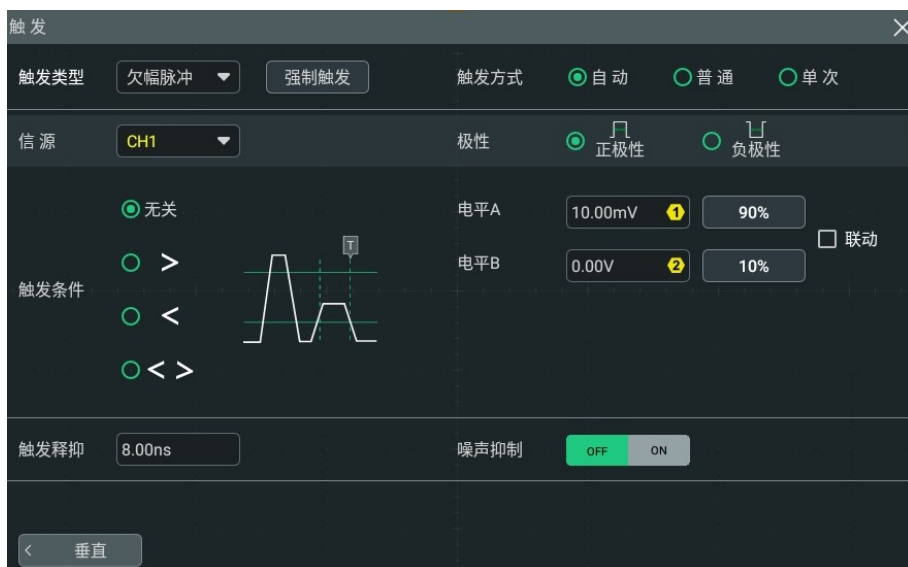 触发
触发类型 欠幅脉冲 强制触发 触发方式 自动 普通 单次
信源 CH1 极性 正极性 负极性
无关 电平A 10.00mV 1 90%
T 联动
> 电平B 0.00V 2 10%
触发条件
<
< >
触发释抑 8.00ns 噪声抑制 OFF ON
< 垂直